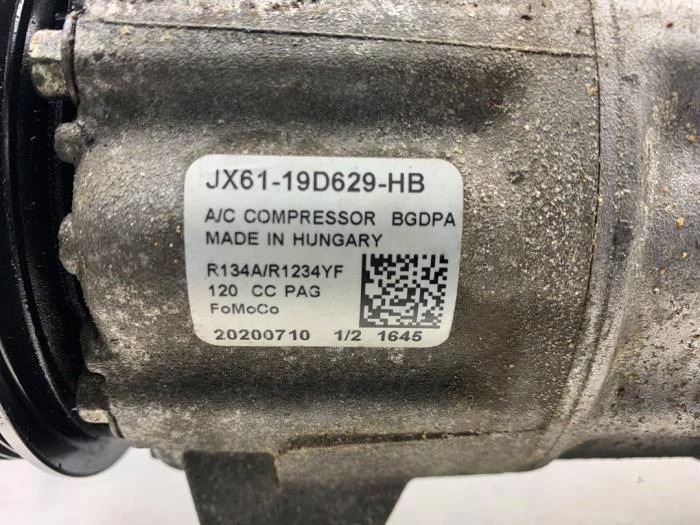 JX61-19D629-HB
A/C COMPRESSOR BGDPA
MADE IN HUNGARY
R134A/R1234YF
120 CC PAG
FoMoCo
20200710 1/2 1645